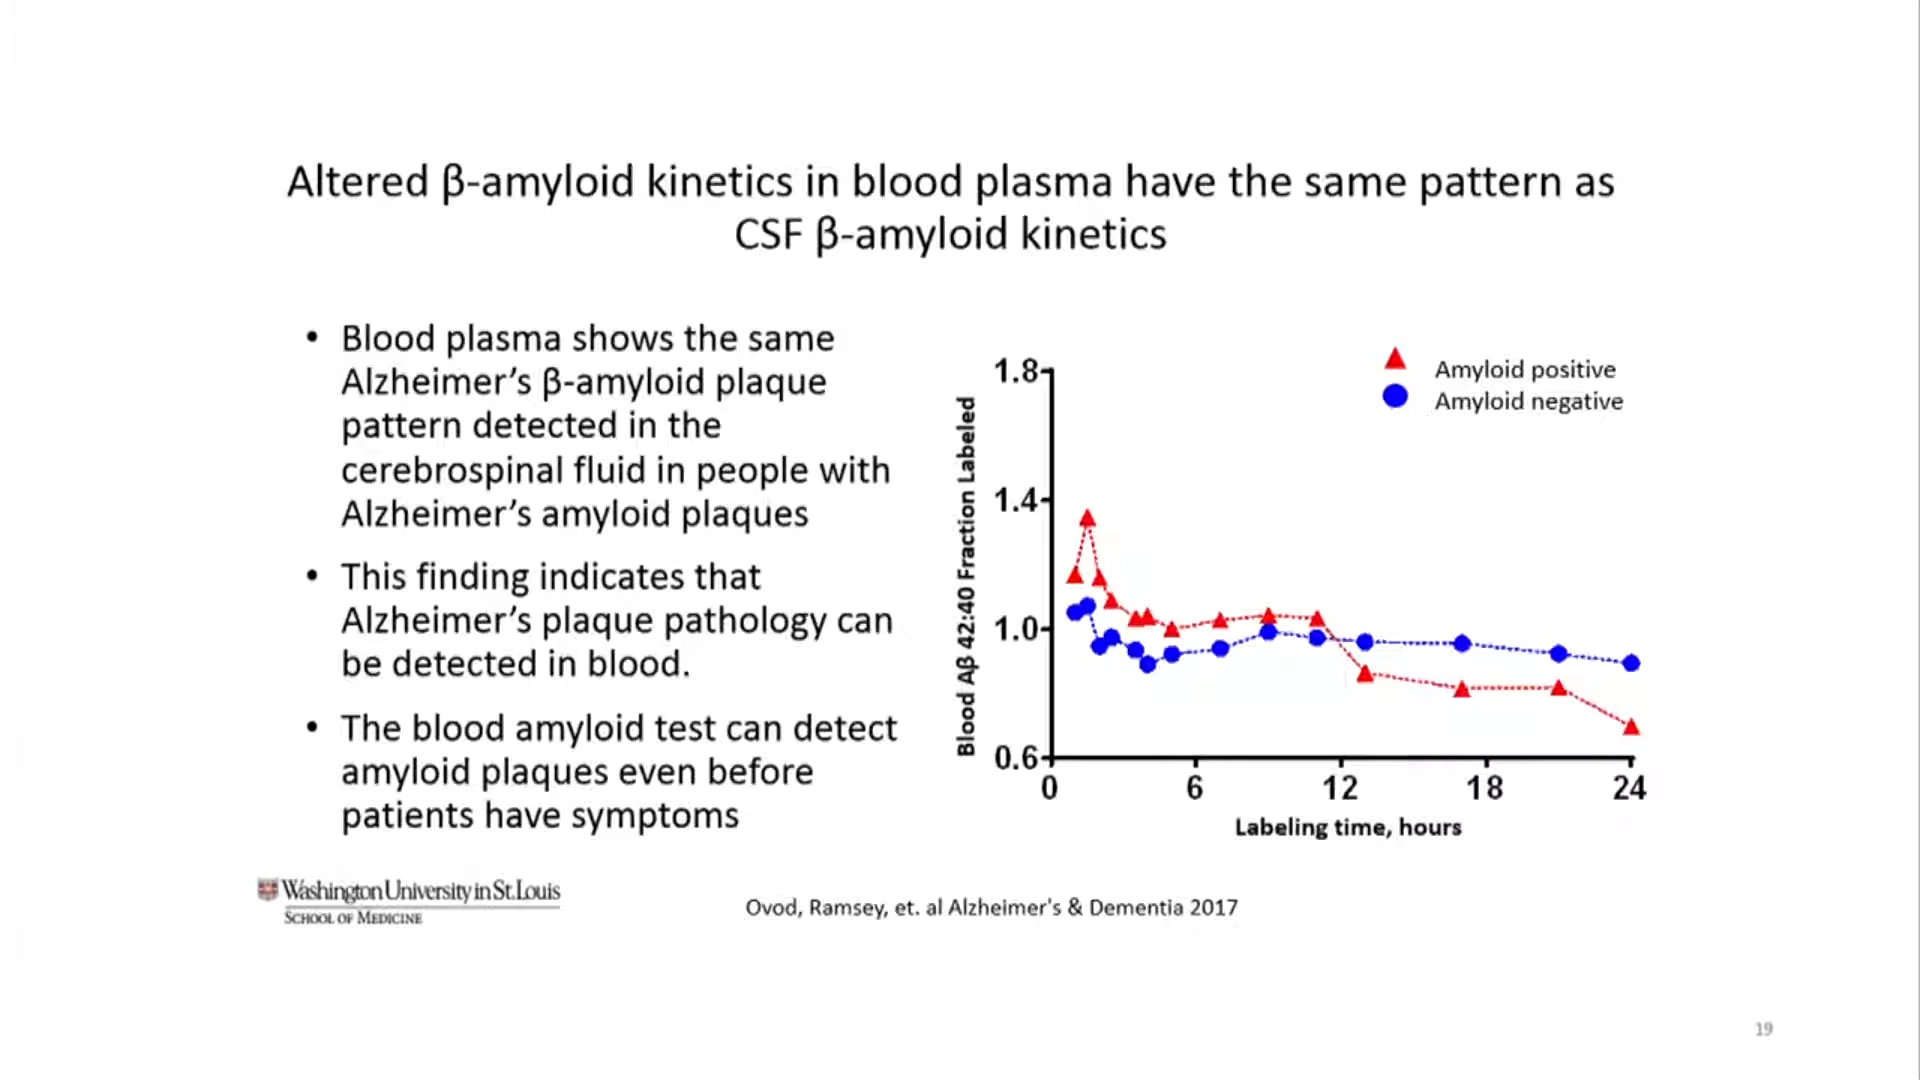 Altered β-amyloid kinetics in blood plasma have the same pattern as
CSF β-amyloid kinetics
• Blood plasma shows the same
Alzheimer’s β-amyloid plaque
pattern detected in the
cerebrospinal fluid in people with
Alzheimer’s amyloid plaques
• This finding indicates that
Alzheimer’s plaque pathology can
be detected in blood.
• The blood amyloid test can detect
amyloid plaques even before
patients have symptoms
Amyloid positive
Amyloid negative
Blood Aβ 42:40 Fraction Labeled
1.8
1.4
1.0
0.6
0 6 12 18 24
Labeling time, hours
Washington University in St. Louis
SCHOOL OF MEDICINE
Ovod, Ramsey, et. al Alzheimer's & Dementia 2017
19